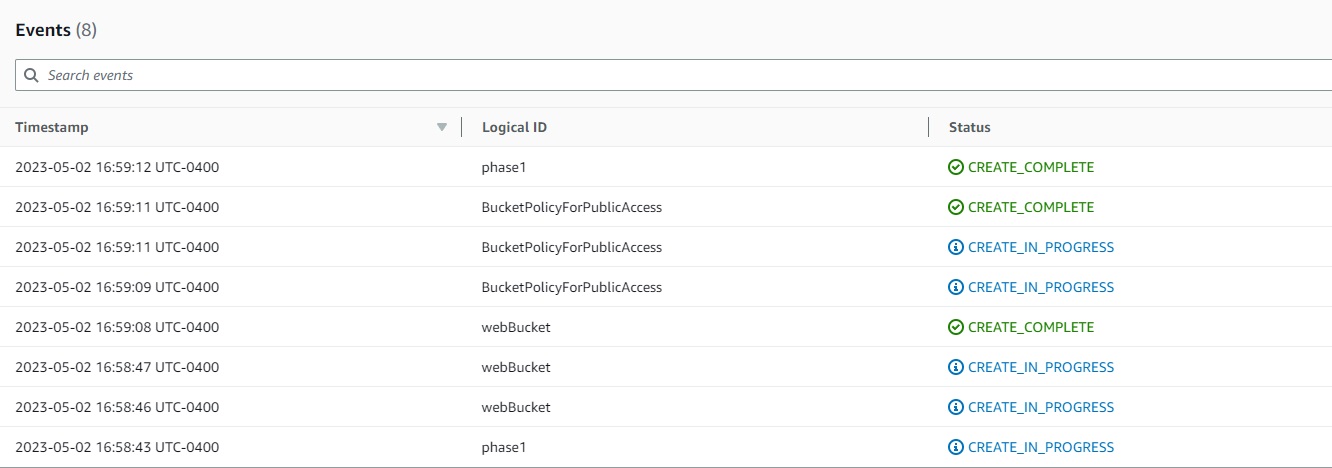 Events (8)
Search events
Timestamp Logical ID Status
2023-05-02 16:59:12 UTC-0400 phase1 CREATE_COMPLETE
2023-05-02 16:59:11 UTC-0400 BucketPolicyForPublicAccess CREATE_COMPLETE
2023-05-02 16:59:11 UTC-0400 BucketPolicyForPublicAccess CREATE_IN_PROGRESS
2023-05-02 16:59:09 UTC-0400 BucketPolicyForPublicAccess CREATE_IN_PROGRESS
2023-05-02 16:59:08 UTC-0400 webBucket CREATE_COMPLETE
2023-05-02 16:58:47 UTC-0400 webBucket CREATE_IN_PROGRESS
2023-05-02 16:58:46 UTC-0400 webBucket CREATE_IN_PROGRESS
2023-05-02 16:58:43 UTC-0400 phase1 CREATE_IN_PROGRESS